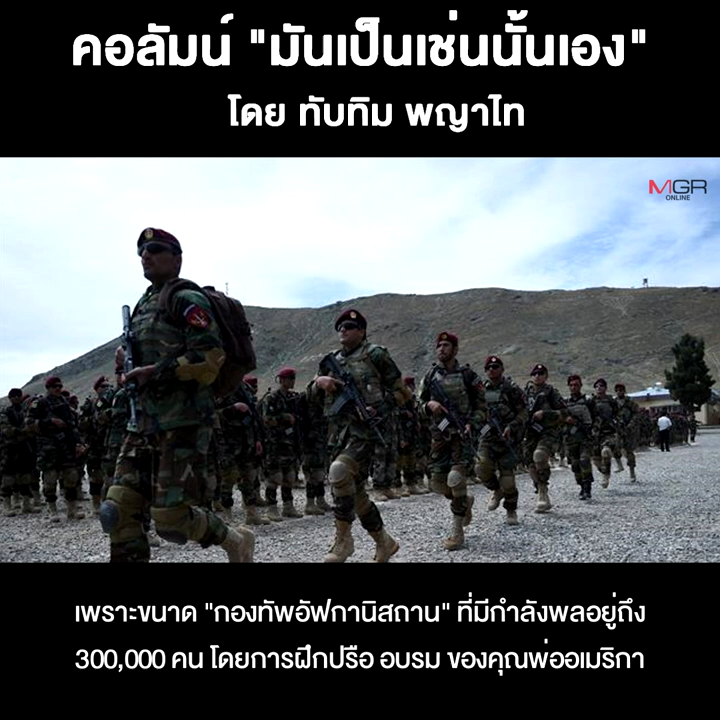 คอลัมน์ "มันเป็นเช่นนั้นเอง"
โดย ทับทิม พญาไท
MGR
ONLINE
เพราะขนาด "กองทัพอัฟกานิสถาน" ที่มีกำลังพลอยู่ถึง
300,000 คน โดยการฝึกปรือ อบรม ของคุณพ่ออเมริกา